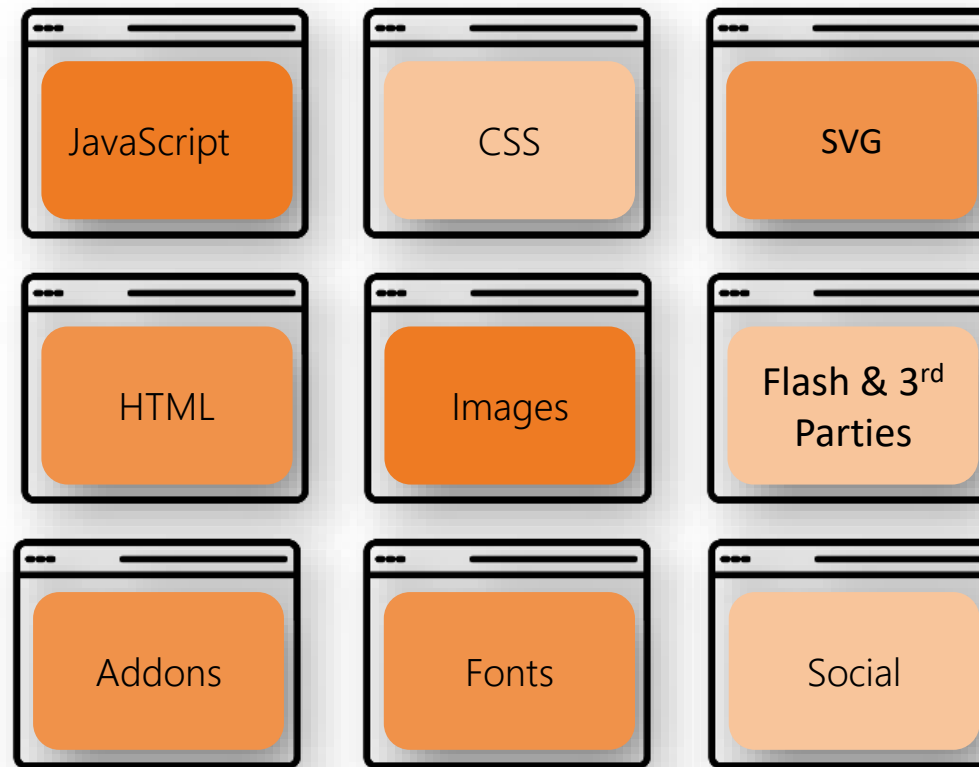 JavaScript
CSS
SVG
HTML
Images
Flash & 3rd
Parties
Addons
Fonts
Social